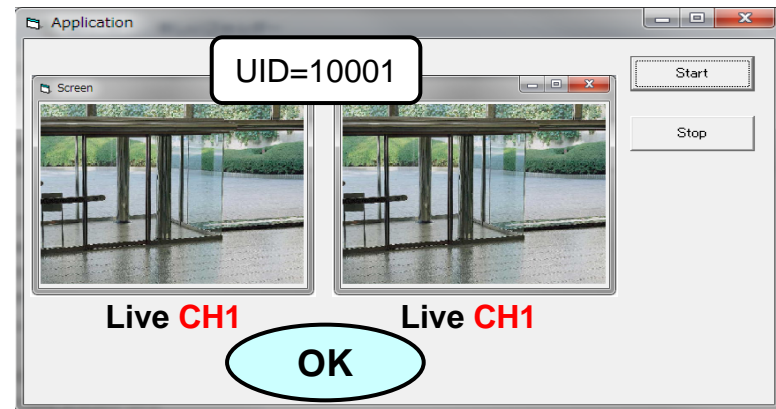 Application
UID=10001
Start
Screen
Stop
Live CH1
Live CH1
OK